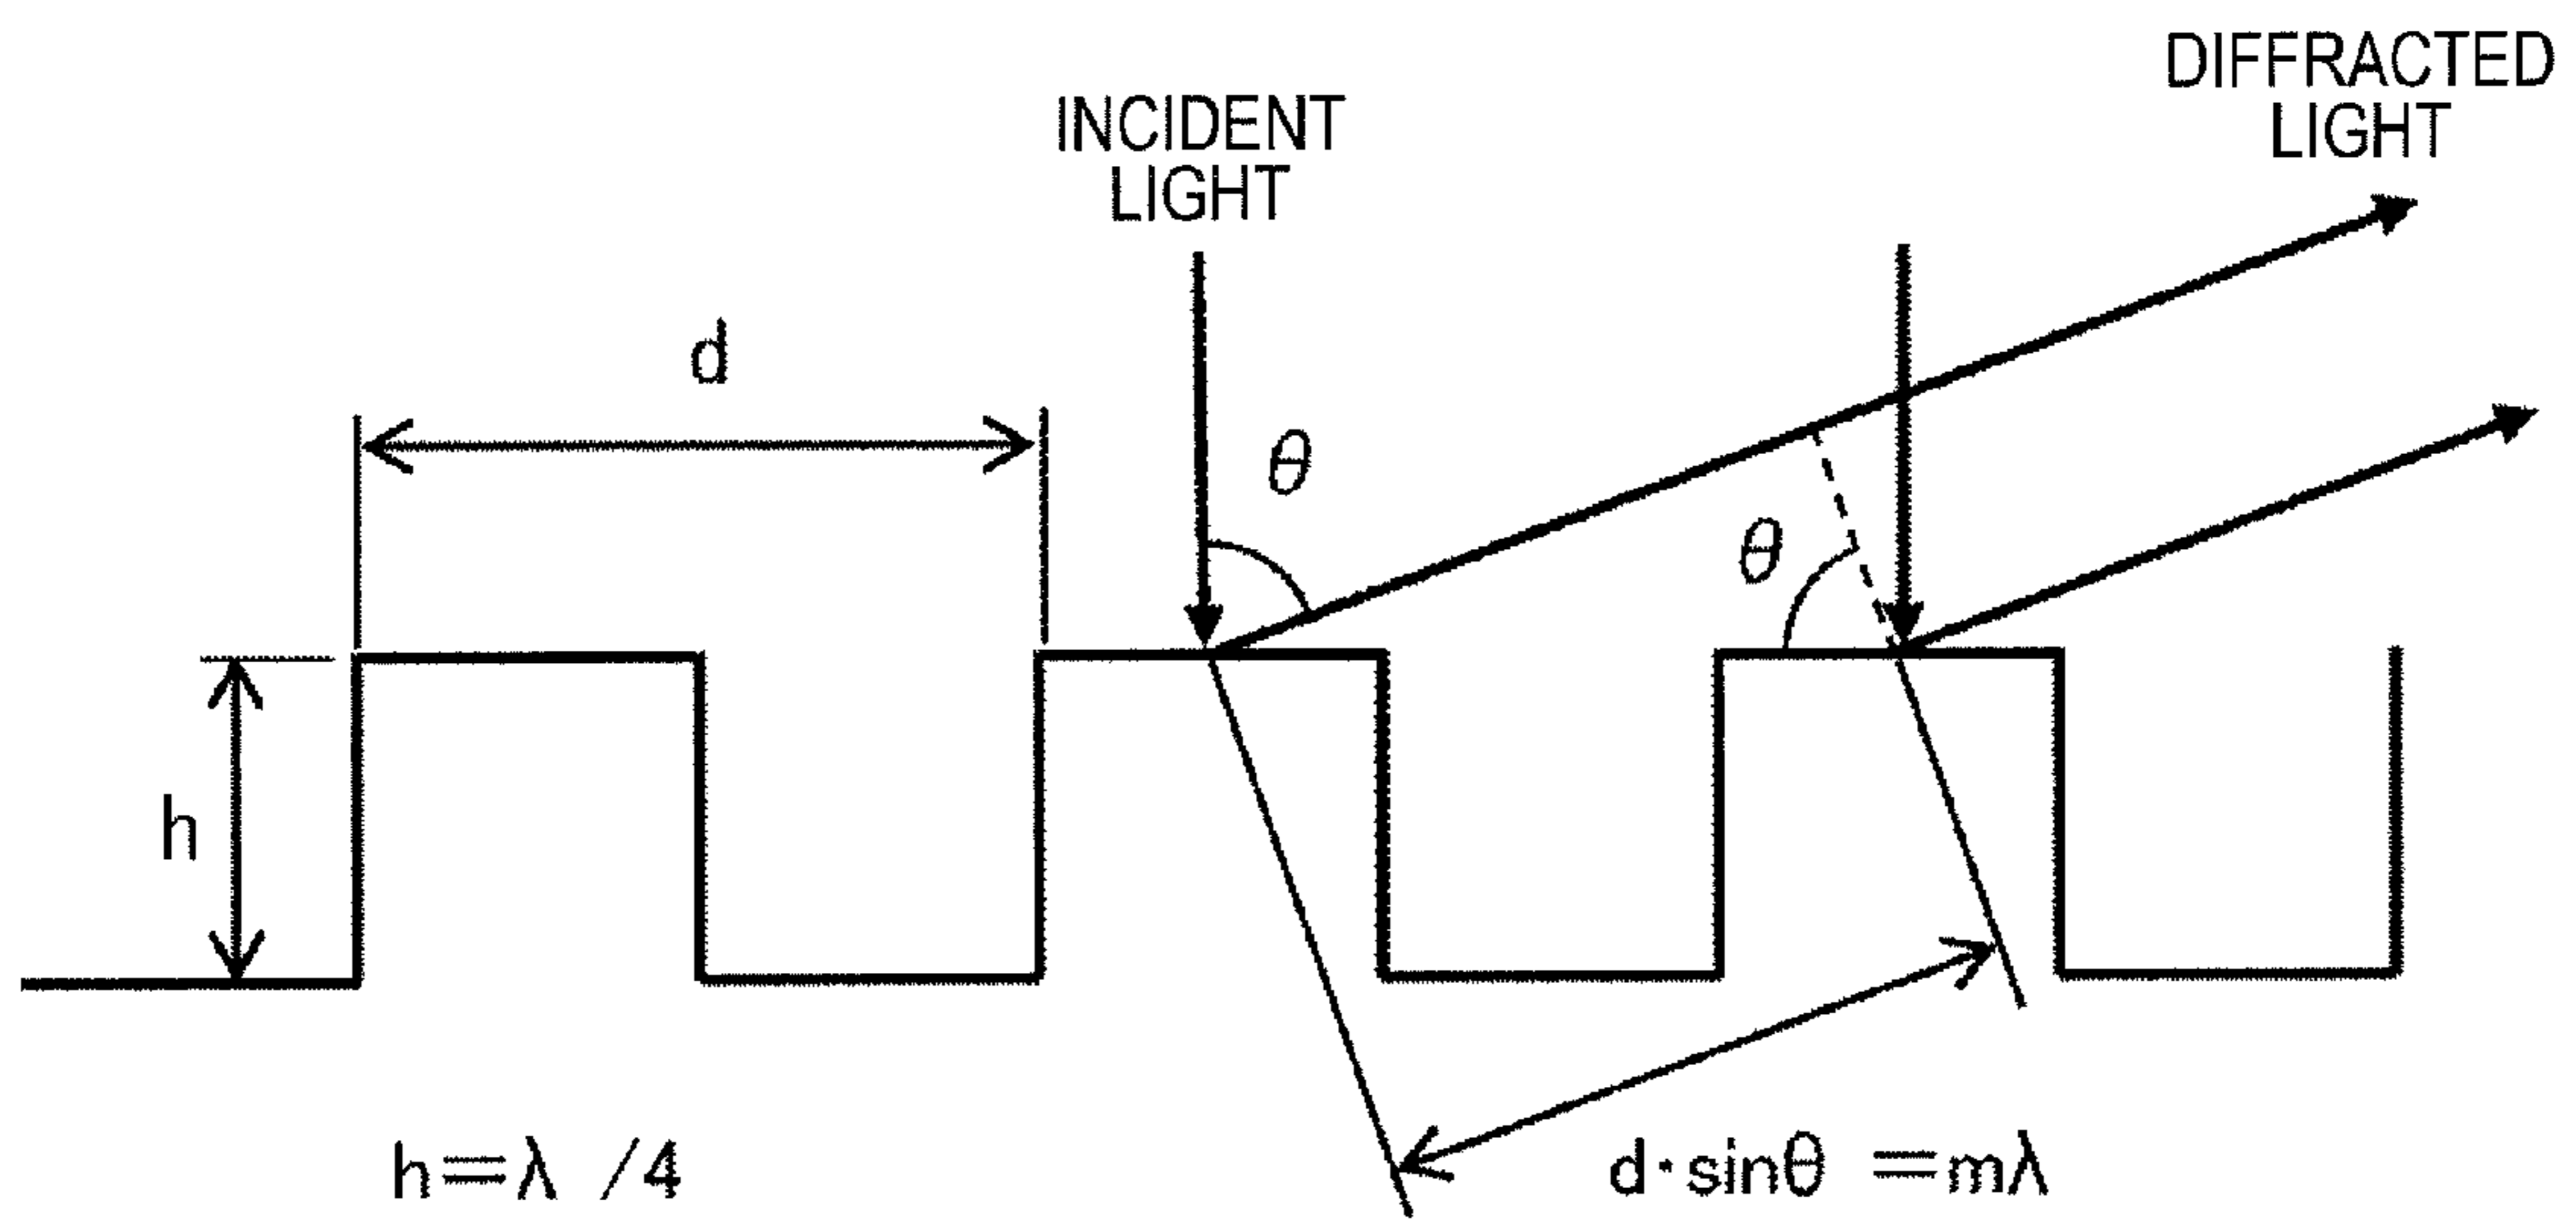 DIFFRACTED
LIGHT
INCIDENT
LIGHT
d
θ
θ
h
h=λ/4
d·sinθ=mλ